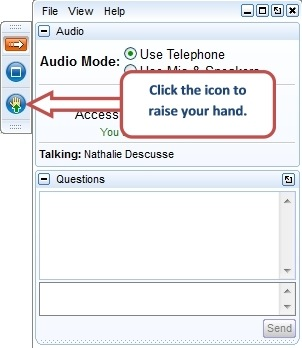 File View Help
Audio
Audio Mode: Use Telephone
Use Mic & Speakers
Click the icon to
raise your hand.
Access
You
Talking: Nathalie Descusse
Questions
Send